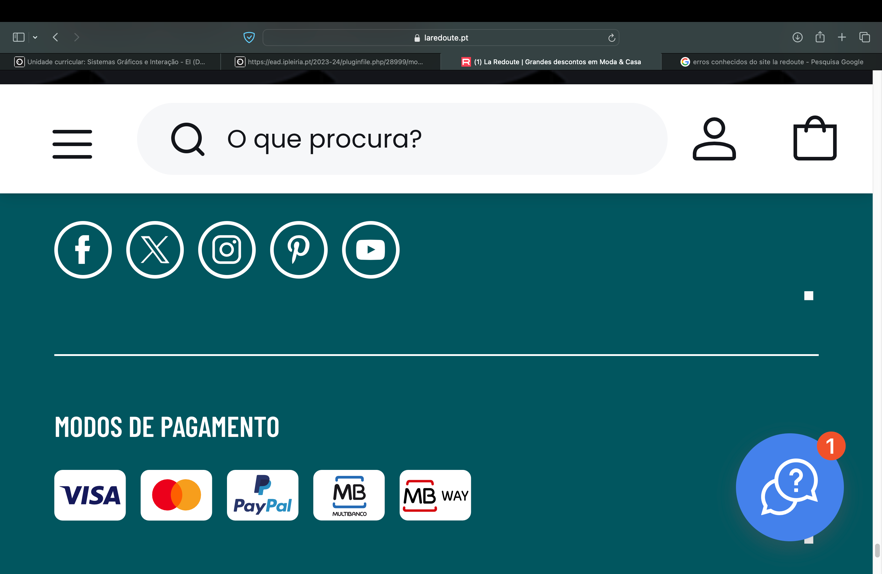 laredoute.pt
Unidade curricular: Sistemas Gráficos e Interação - EI (D...
https://ead.ipleiria.pt/2023-24/pluginfile.php/28999/mo...
(1) La Redoute | Grandes descontos em Moda & Casa
erros conhecidos do site la redoute - Pesquisa Google
O que procura?
MODOS DE PAGAMENTO
1
?
VISA
PayPal
MB
MULTIBANCO
MB WAY